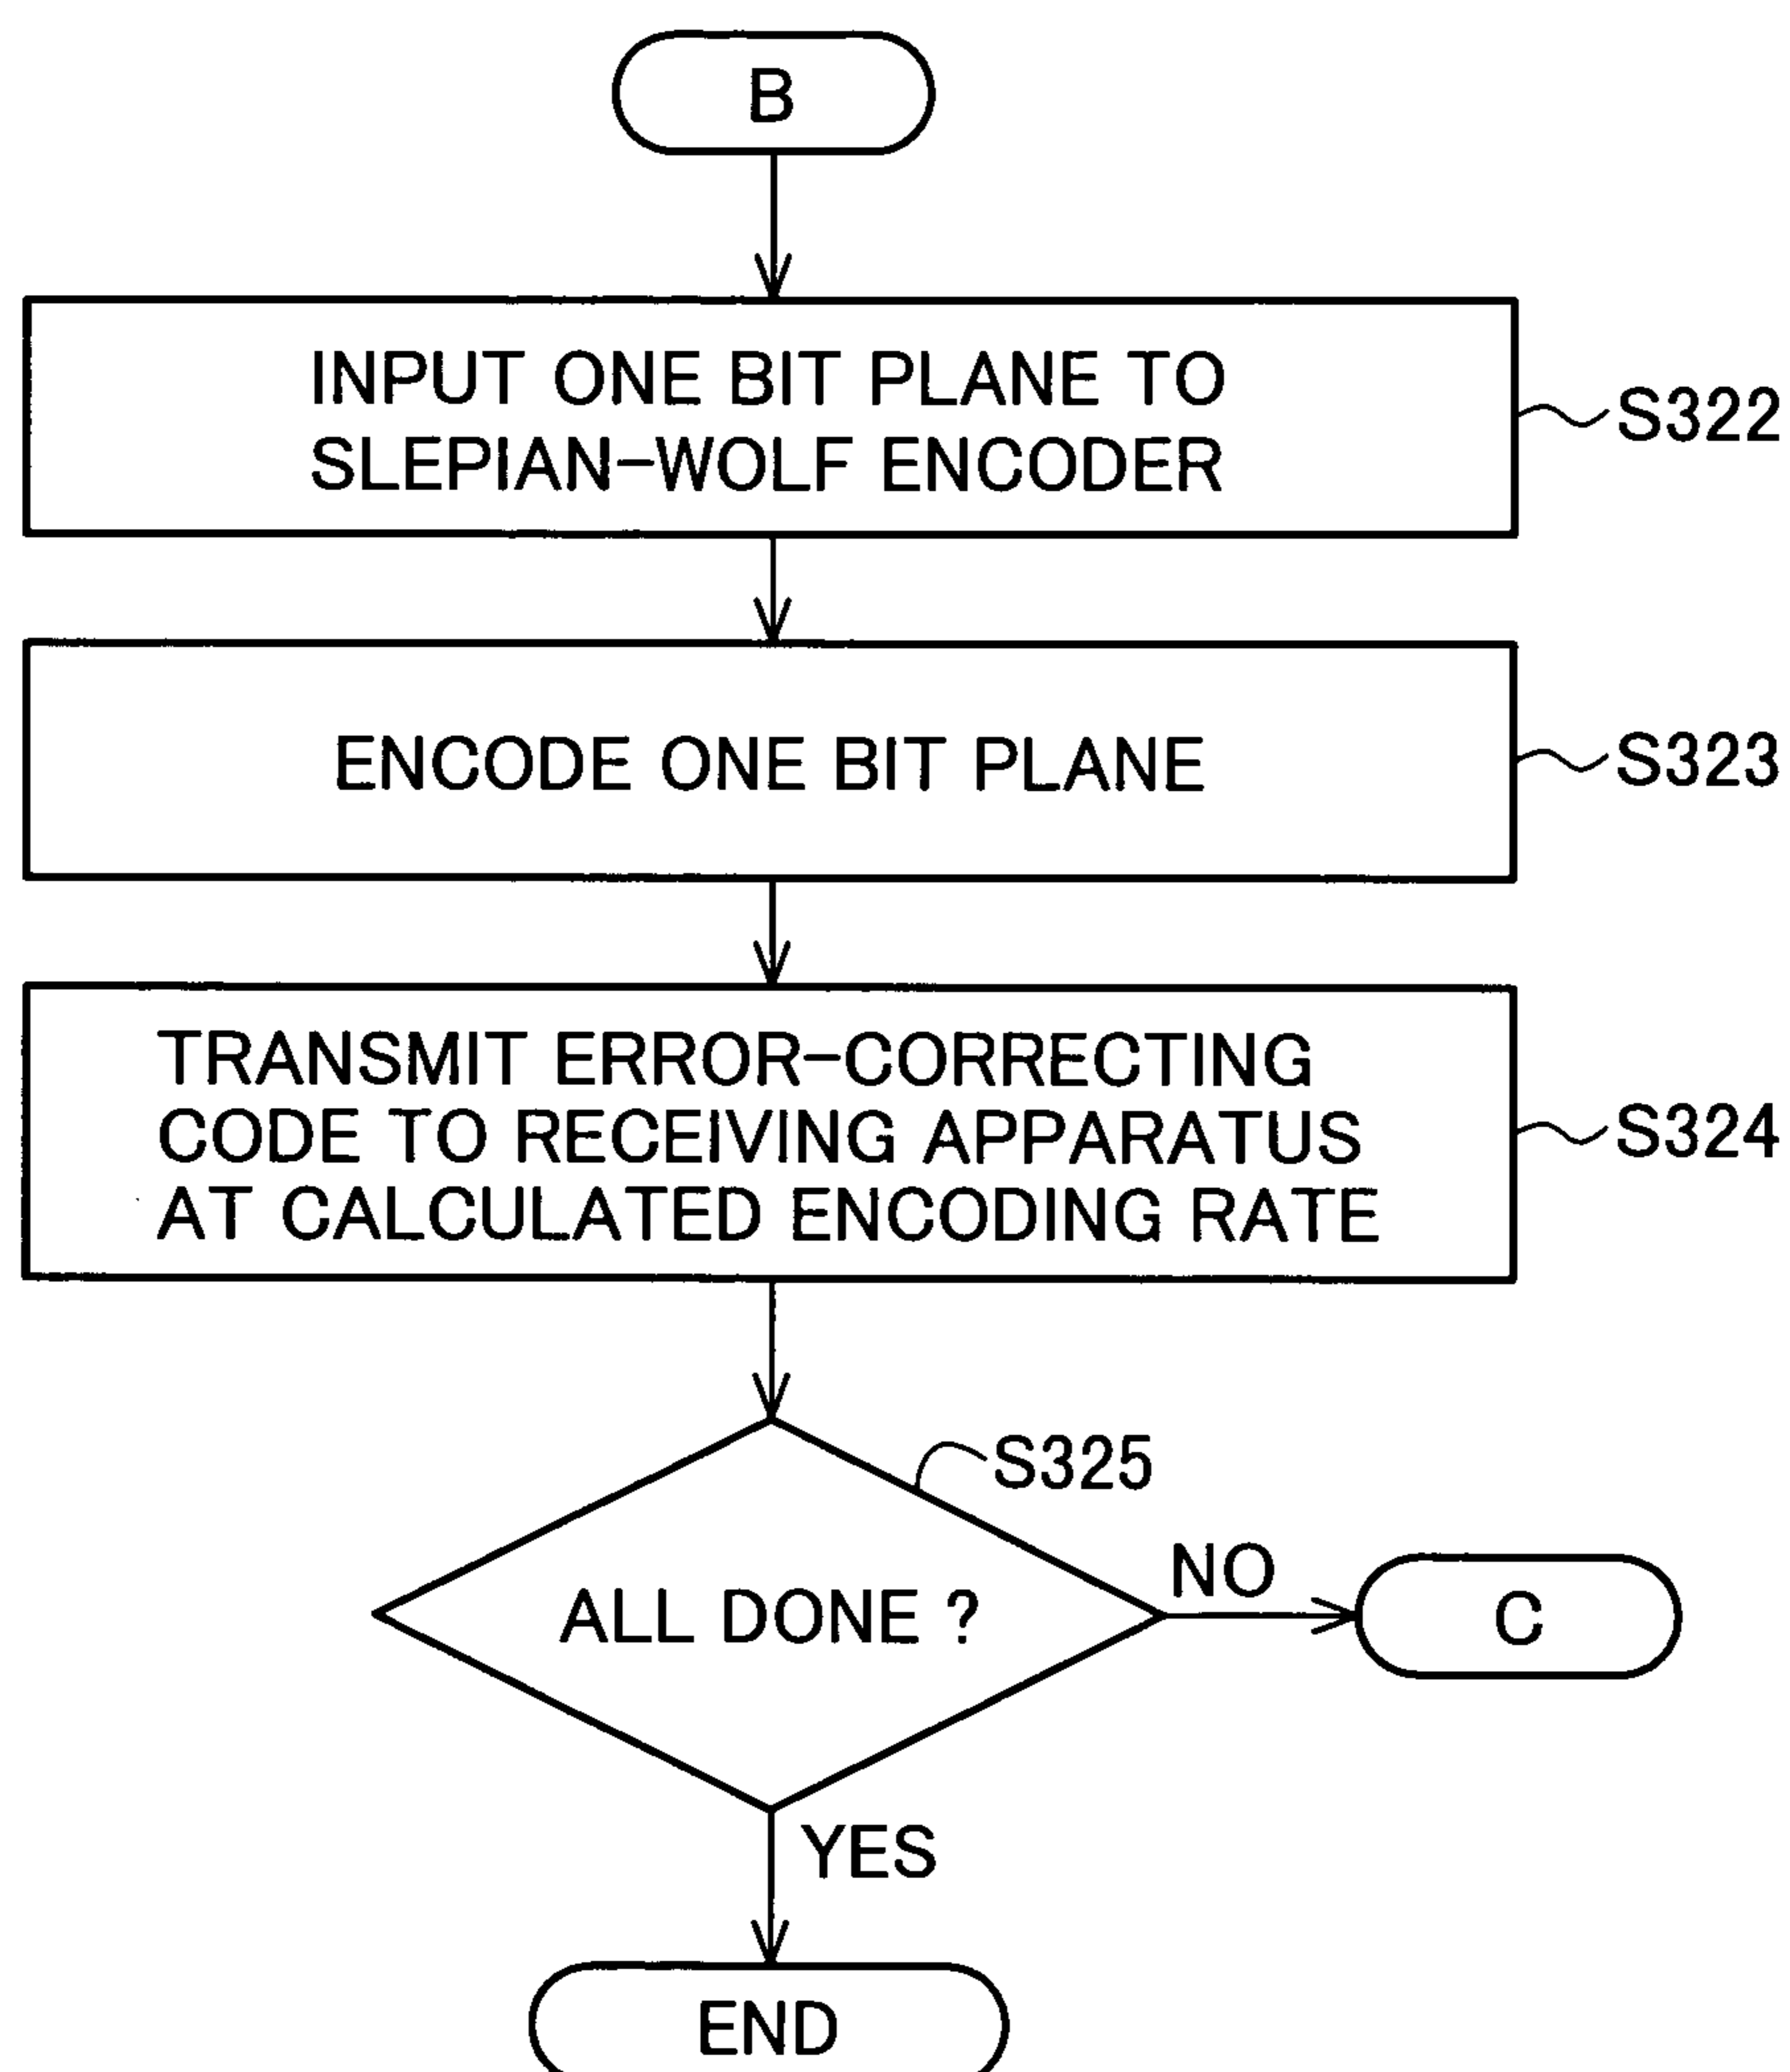 B
INPUT ONE BIT PLANE TO
SLEPIAN-WOLF ENCODER
S322
ENCODE ONE BIT PLANE
S323
TRANSMIT ERROR-CORRECTING
CODE TO RECEIVING APPARATUS
AT CALCULATED ENCODING RATE
S324
S325
ALL DONE ?
NO
C
YES
END